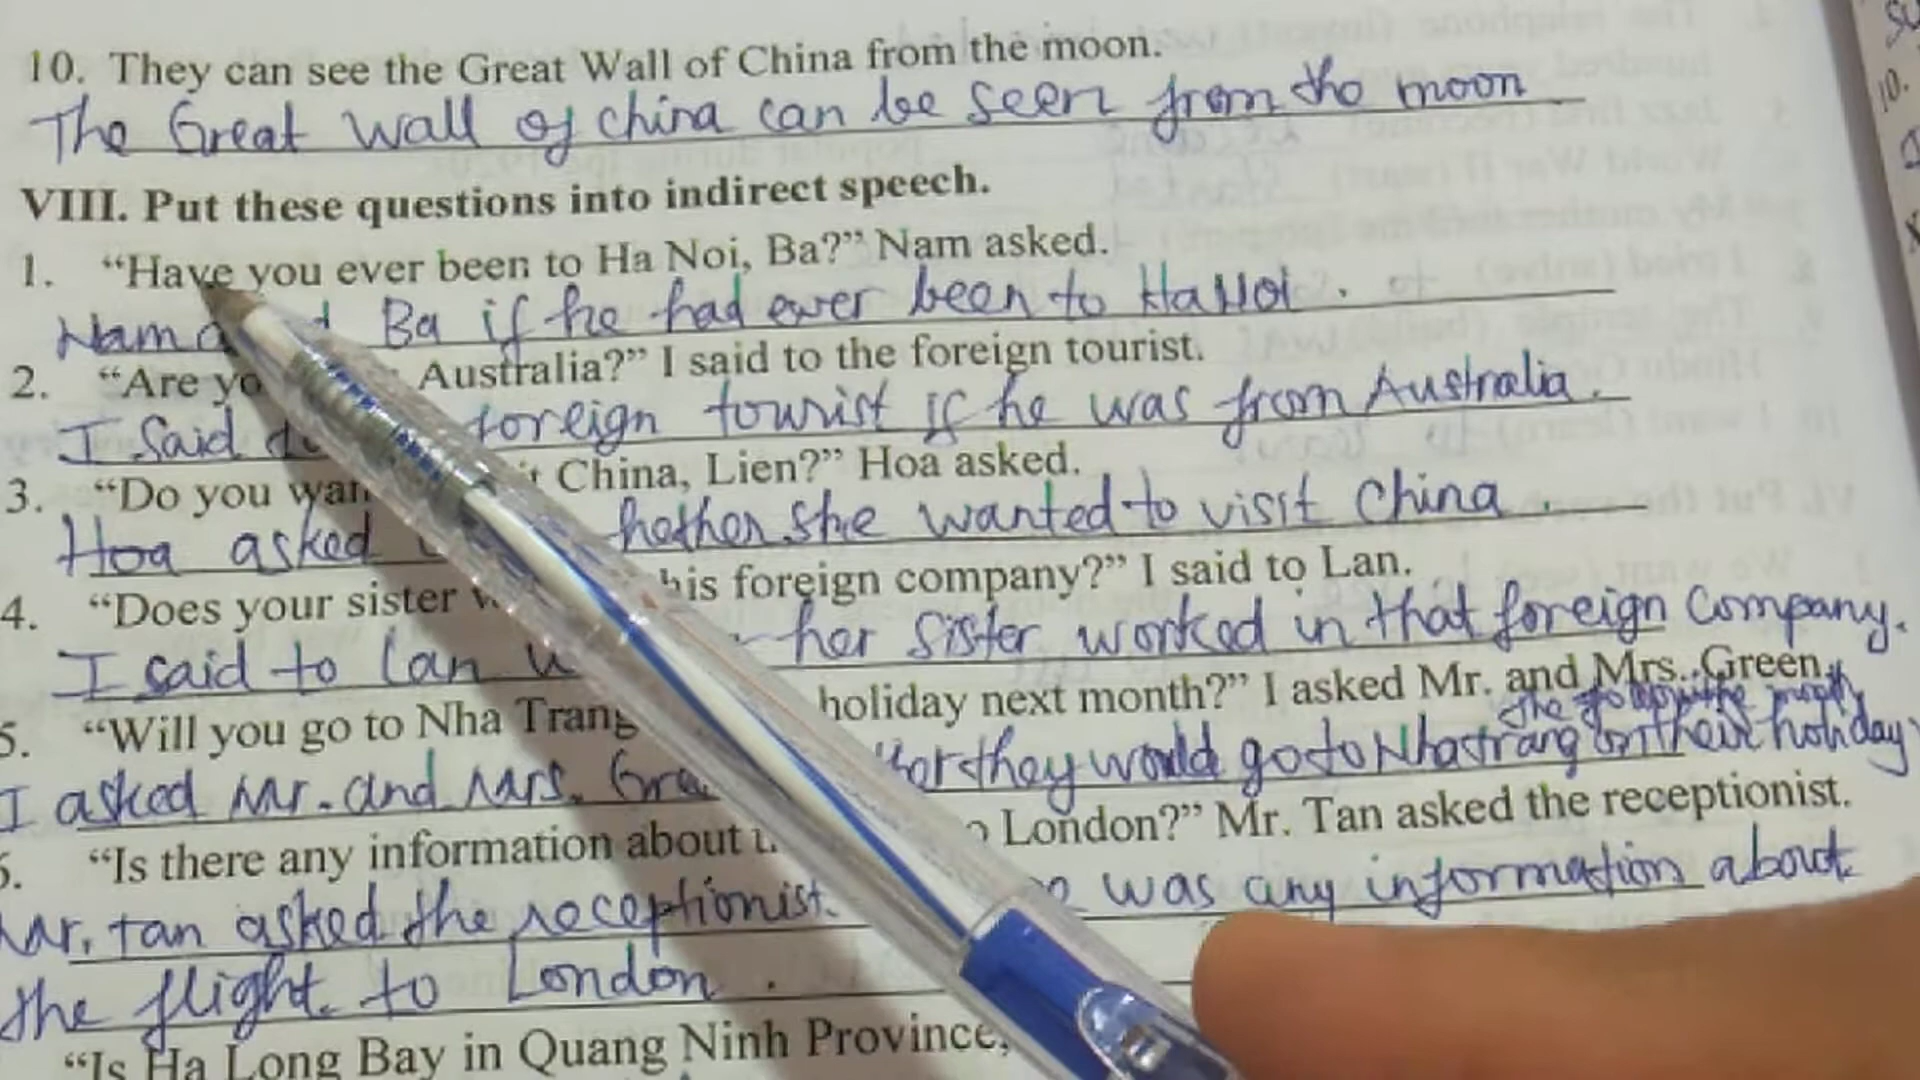 10. They can see the Great Wall of China from the moon.
The Great Wall of china can be seen from the moon
VIII. Put these questions into indirect speech.
1. “Have you ever been to Ha Noi, Ba?” Nam asked.
Nam Ba if he had ever been to Ha Noi.
2. “Are Australia?” I said to the foreign tourist.
I said foreign tourist if he was from Australia.
3. “Do you China, Lien?” Hoa asked.
Hoa asked she wanted to visit China.
4. “Does your sister foreign company?” I said to Lan.
I said to Lan her sister worked in that foreign Company.
5. “Will you go to Nha Trang holiday next month?” I asked Mr. and Mrs. Green.
the following month
I asked Mr. and Mrs. they would go to Nha trang on their holiday
“Is there any information about London?” Mr. Tan asked the receptionist.
tan asked the receptionist. was any information about
the flight to London.
“Is Ha Long Bay in Quang Ninh Province,